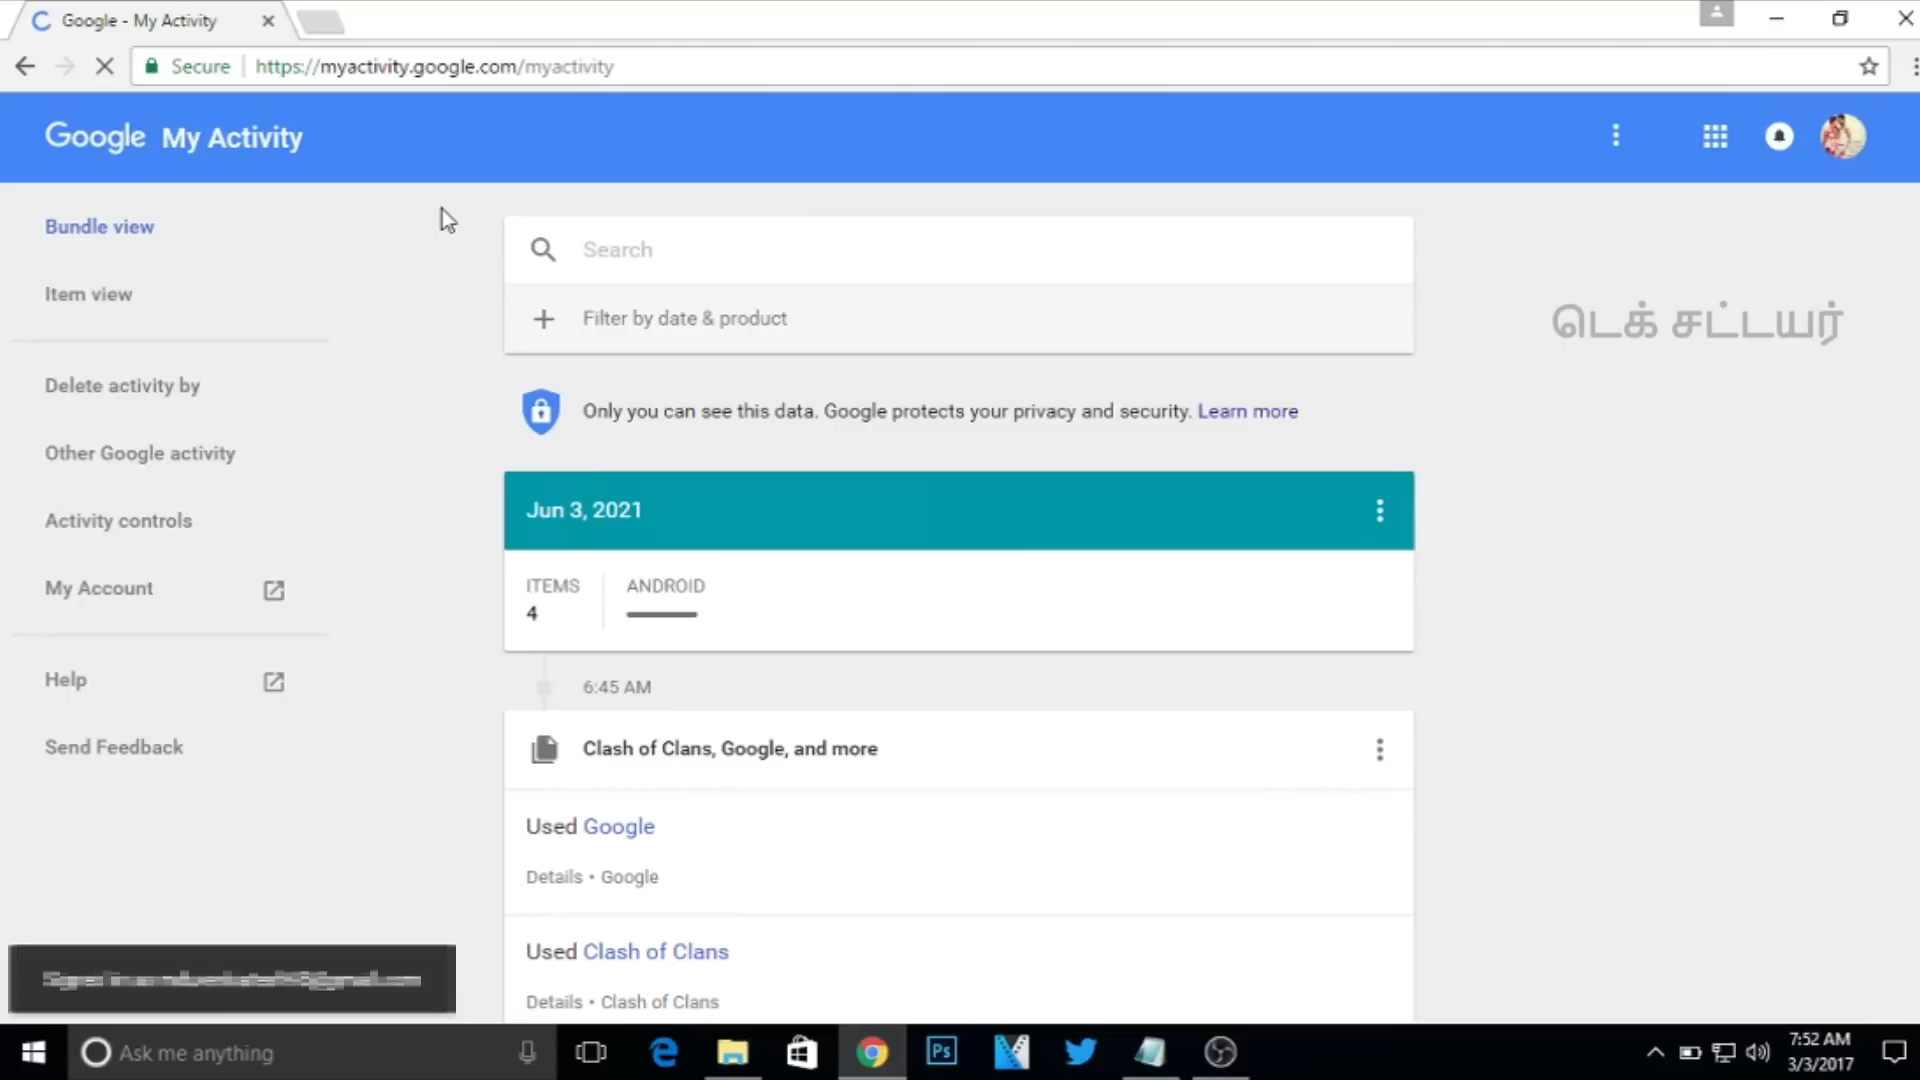 Google - My Activity
Secure https://myactivity.google.com/myactivity
Google My Activity
Bundle view
Item view
Delete activity by
Other Google activity
Activity controls
My Account
Help
Send Feedback
Search
Filter by date & product
டெக் சட்டயர்
Only you can see this data. Google protects your privacy and security. Learn more
Jun 3, 2021
ITEMS ANDROID
4
6:45 AM
Clash of Clans, Google, and more
Used Google
Details • Google
Used Clash of Clans
Details • Clash of Clans
Ask me anything
Ps
7:52 AM
3/3/2017